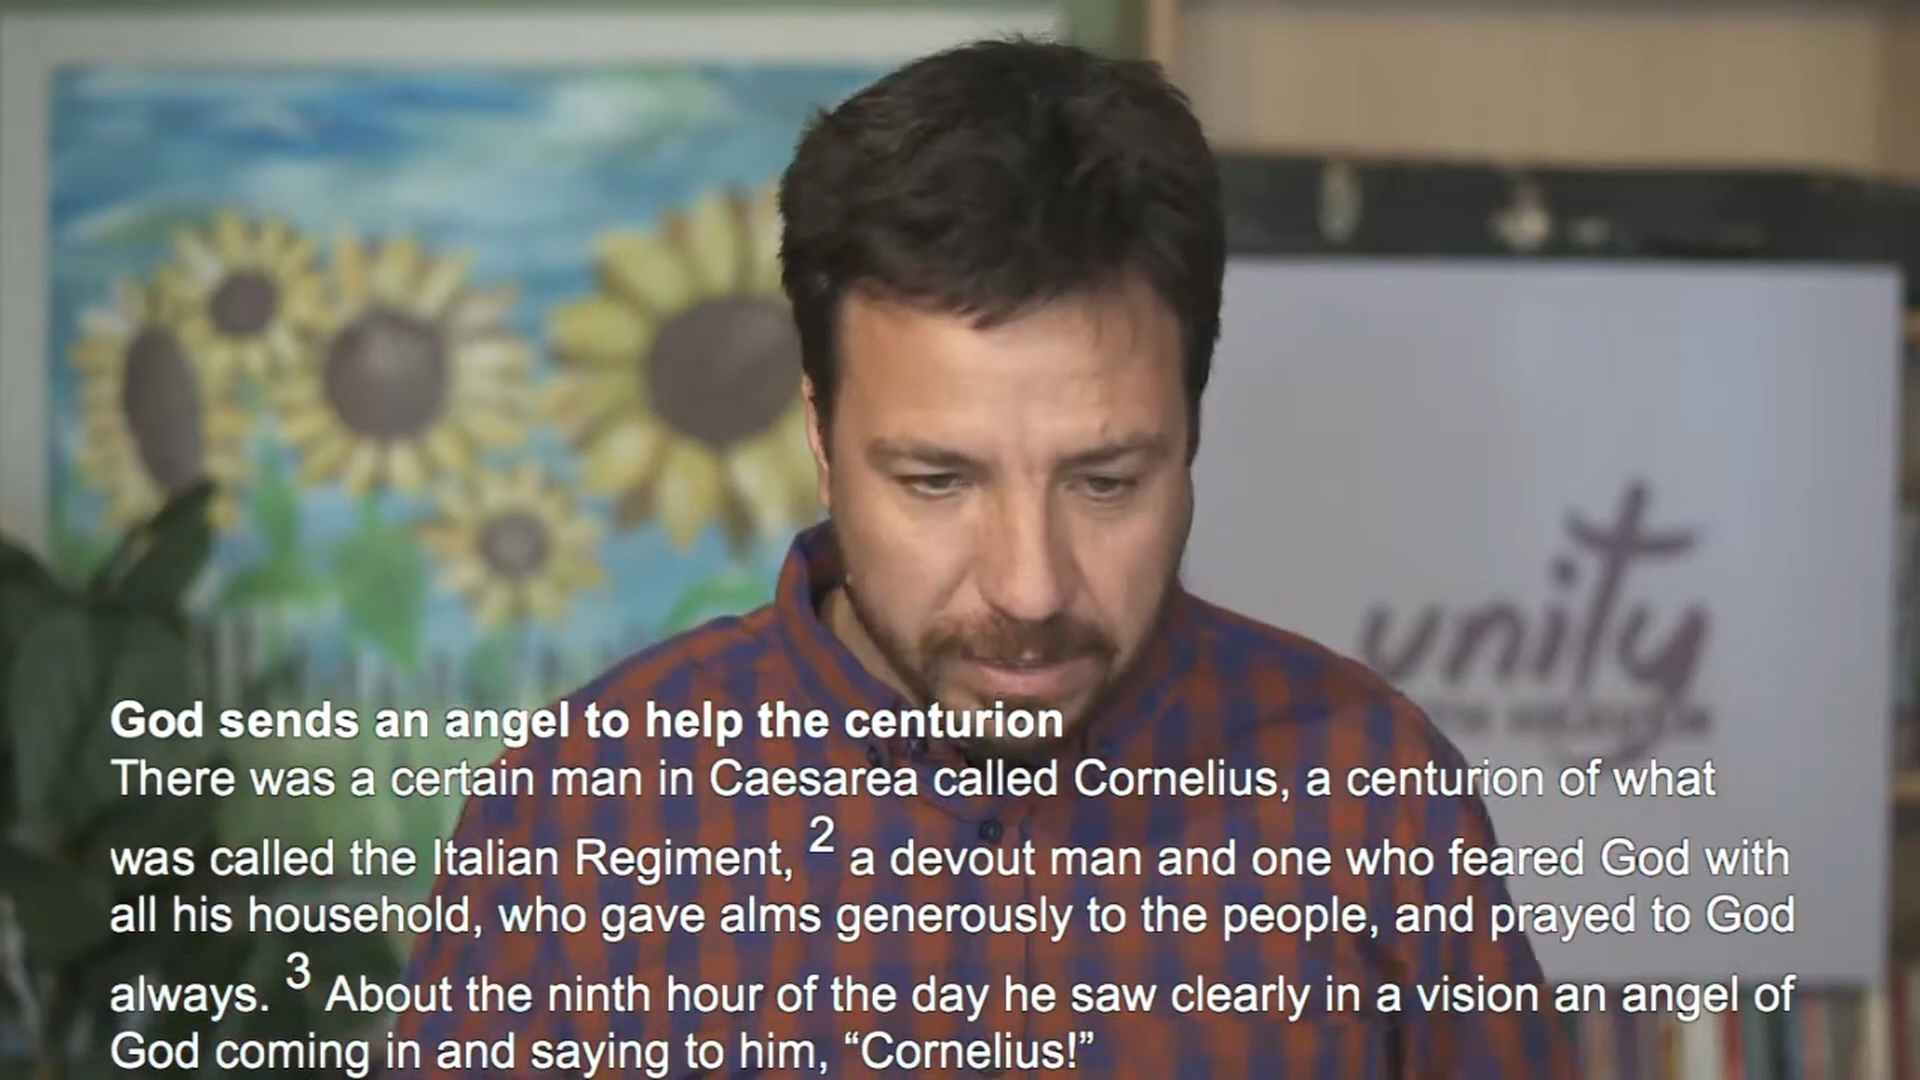 unity
God sends an angel to help the centurion
There was a certain man in Caesarea called Cornelius, a centurion of what
was called the Italian Regiment, 2 a devout man and one who feared God with
all his household, who gave alms generously to the people, and prayed to God
always. 3 About the ninth hour of the day he saw clearly in a vision an angel of
God coming in and saying to him, “Cornelius!”